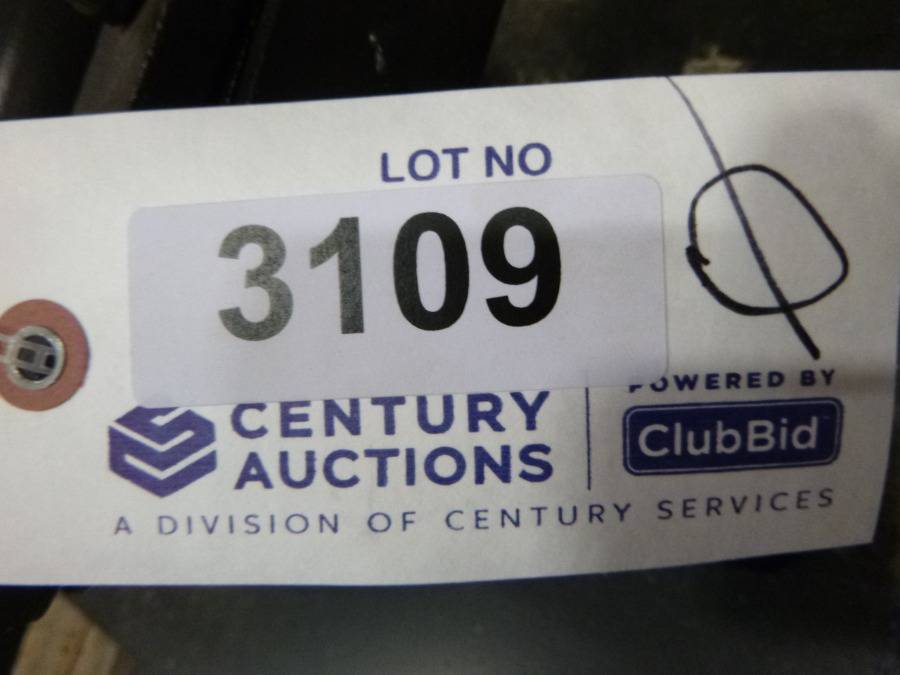 LOT NO
3109
CENTURY
AUCTIONS
POWERED BY
ClubBid
A DIVISION OF CENTURY SERVICES